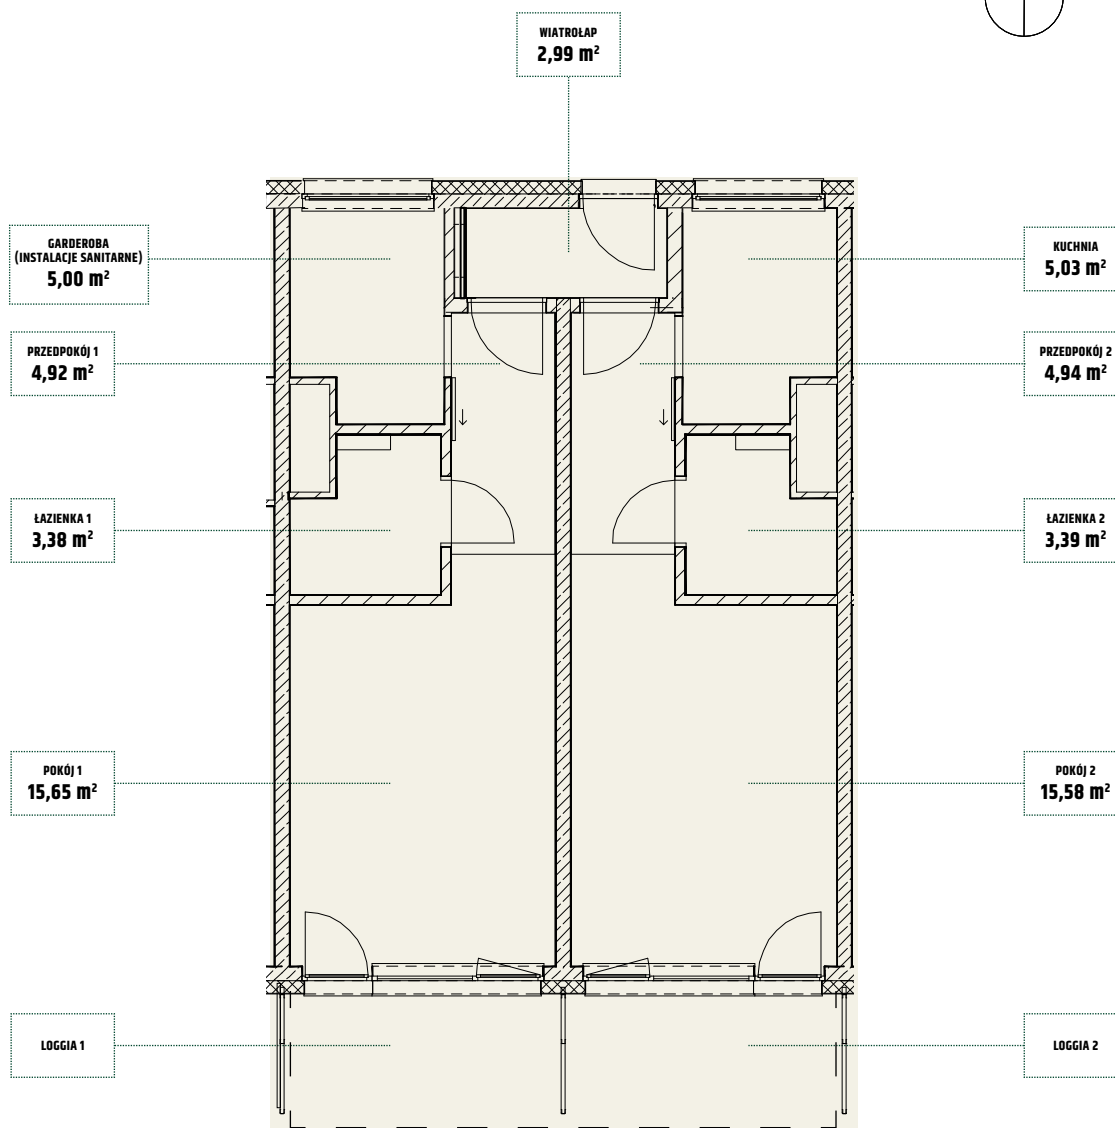 WIATROŁAP
2,99 m²
GARDEROBA
(INSTALACJE SANITARNE)
5,00 m²
KUCHNIA
5,03 m²
PRZEDPOKÓJ 1
4,92 m²
PRZEDPOKÓJ 2
4,94 m²
ŁAZIENKA 1
3,38 m²
ŁAZIENKA 2
3,39 m²
POKÓJ 1
15,65 m²
POKÓJ 2
15,58 m²
LOGGIA 1
LOGGIA 2